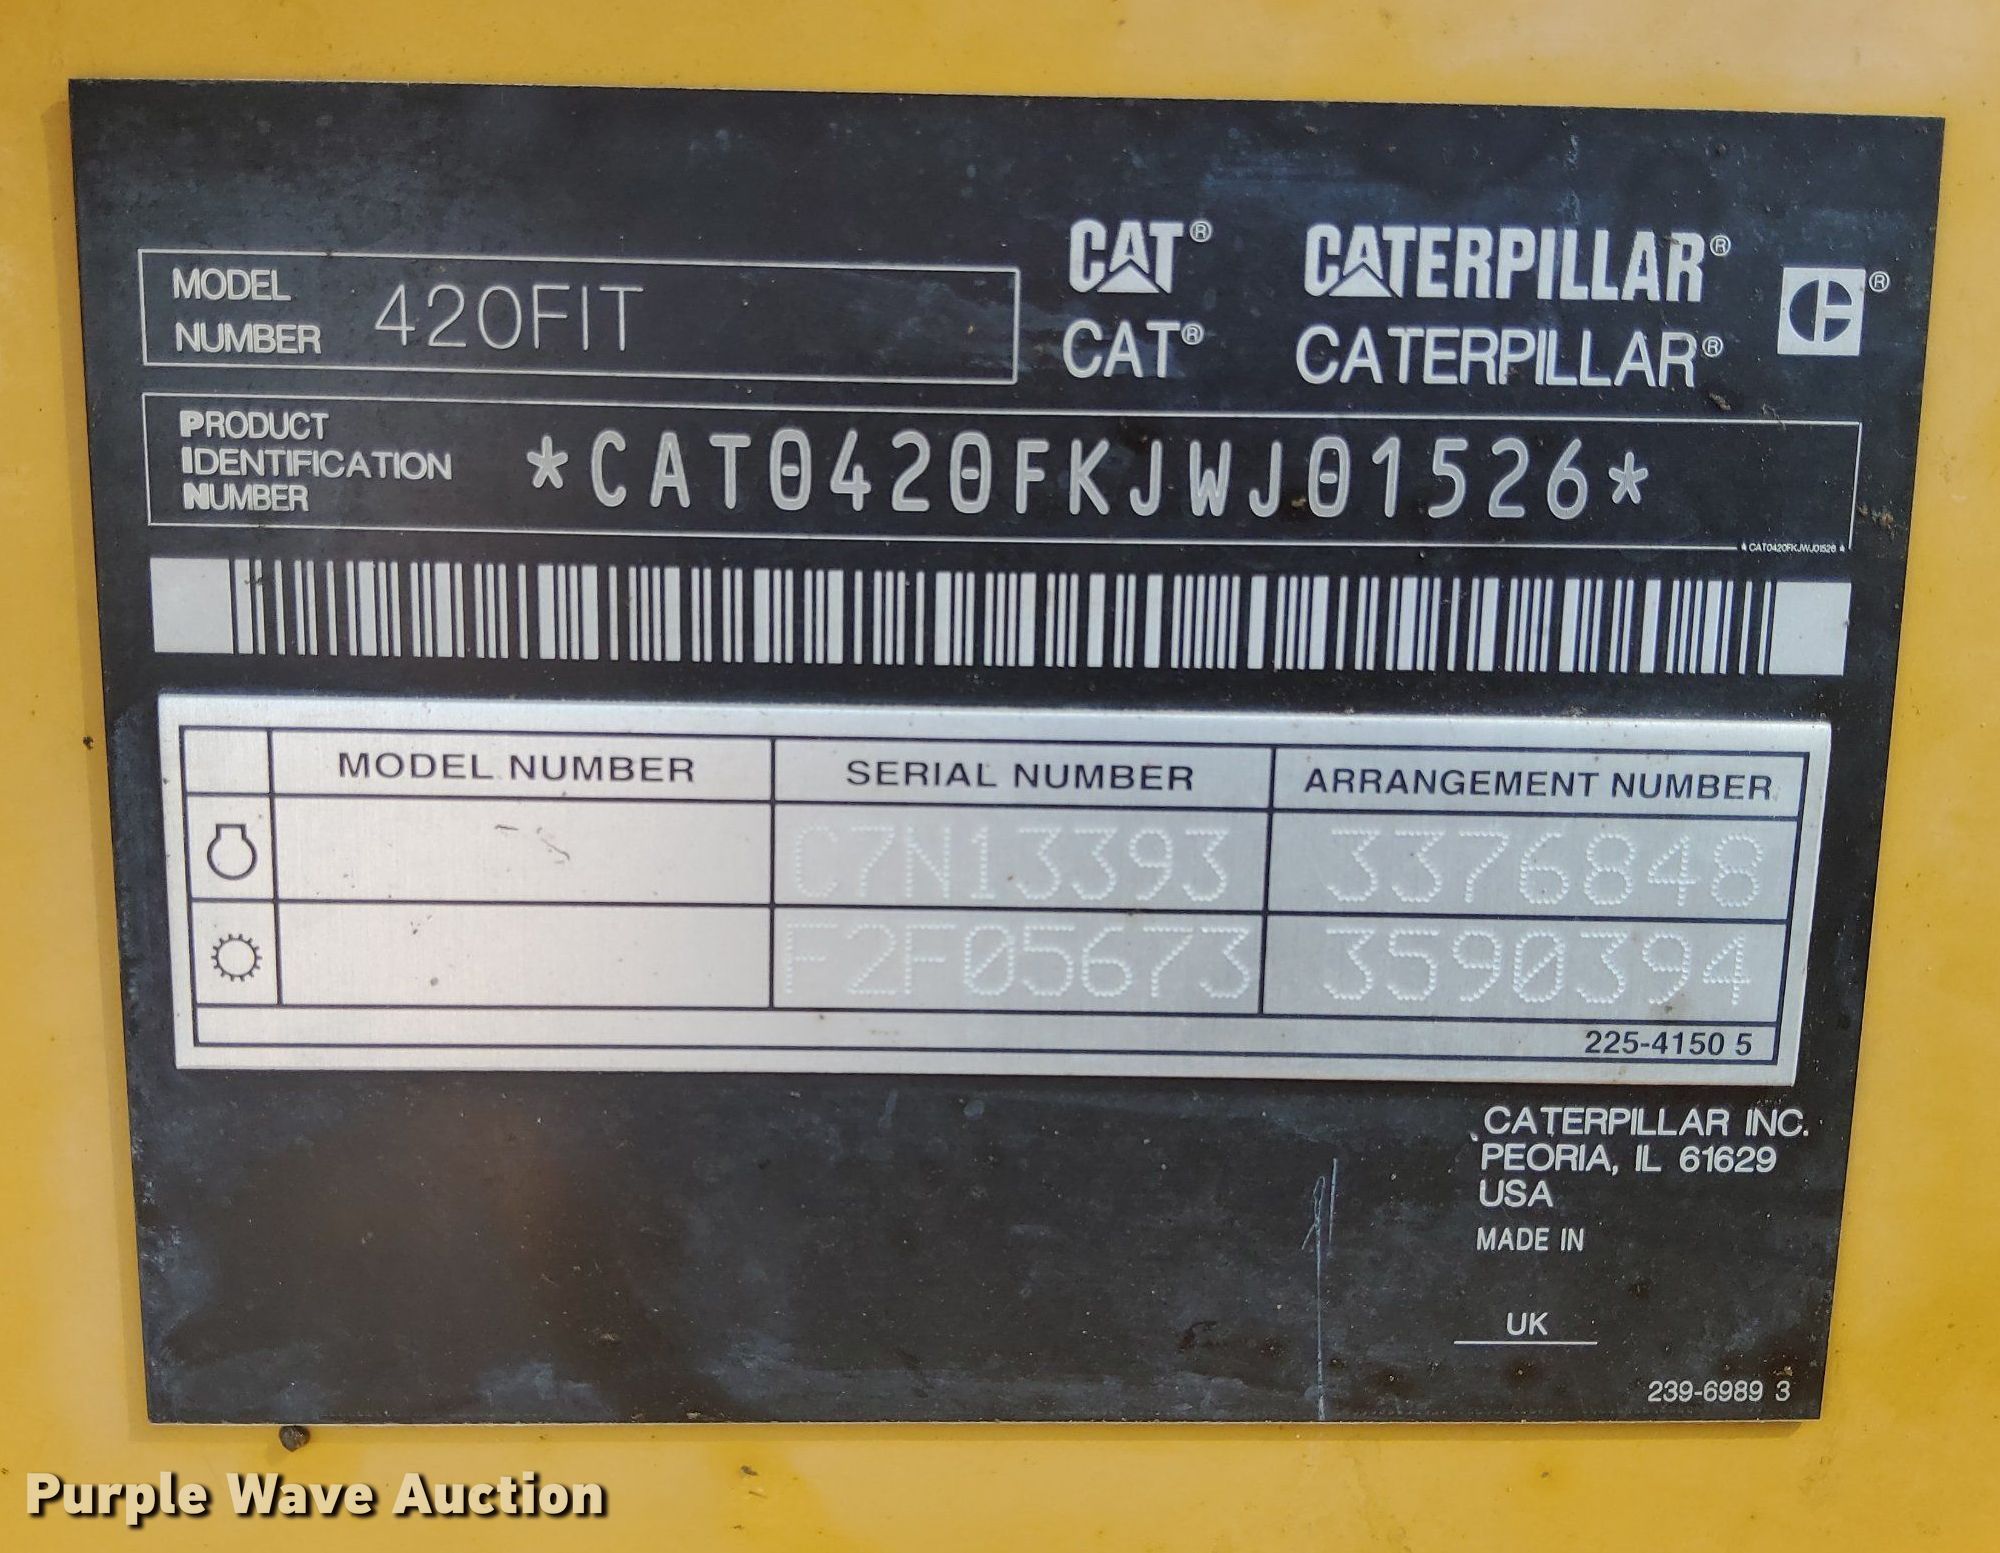 MODEL NUMBER 420FIT
CAT® CATERPILLAR® ®
CAT® CATERPILLAR®
PRODUCT
IDENTIFICATION
NUMBER
*CAT0420FKJWJ01526*
*CAT0420FKJWJ01526*
MODEL NUMBER SERIAL NUMBER ARRANGEMENT NUMBER
C7N13393 3376848
F2F05673 3590394
225-4150 5
CATERPILLAR INC.
PEORIA, IL 61629
USA
MADE IN
UK
239-6989 3
Purple Wave Auction